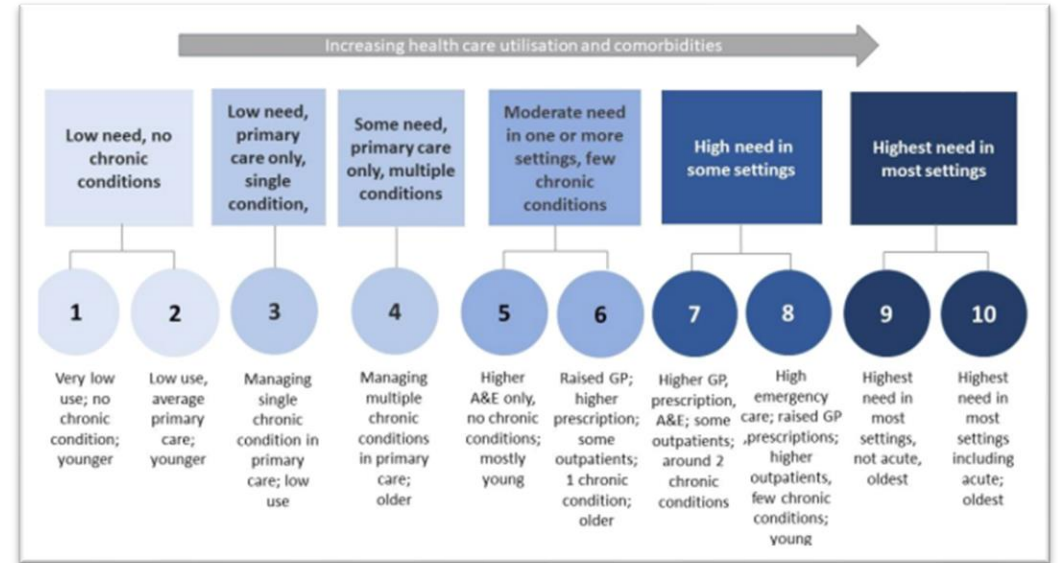 Increasing health care utilisation and comorbidities
Low need, no
chronic
conditions
Low need,
primary
care only,
single
condition,
Some need,
primary care
only, multiple
conditions
Moderate need
in one or more
settings, few
chronic
conditions
High need in
some settings
Highest need in
most settings
1
2
3
4
5
6
7
8
9
10
Very low
use; no
chronic
condition;
younger
Low use,
average
primary
care;
younger
Managing
single
chronic
condition in
primary
care; low
use
Managing
multiple
chronic
conditions
in primary
care;
older
Higher
A&E only,
no chronic
conditions;
mostly
young
Raised GP;
higher
prescription;
some
outpatients;
1 chronic
condition;
older
Higher GP,
prescription,
A&E; some
outpatients;
around 2
chronic
conditions
High
emergency
care; raised GP
,prescriptions;
higher
outpatients,
few chronic
conditions;
young
Highest
need in
most
settings,
not acute,
oldest
Highest
need in
most
settings
including
acute;
oldest